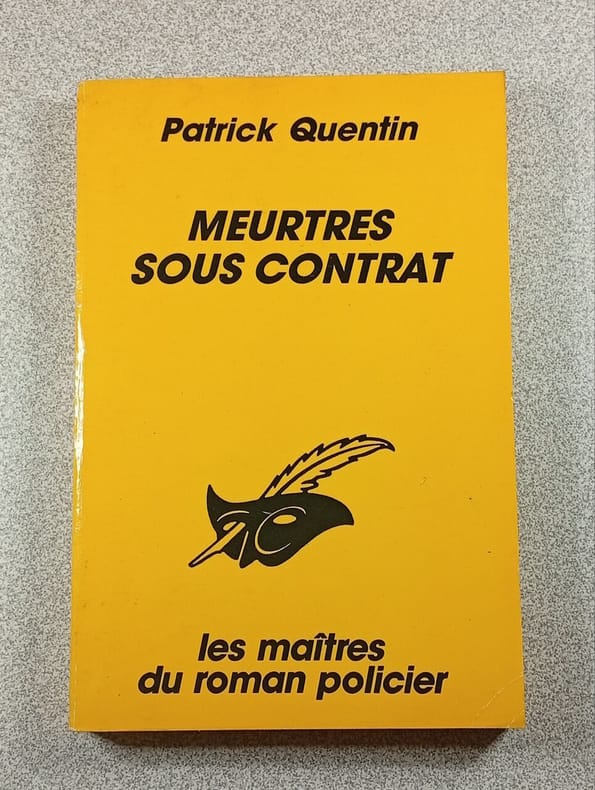 Patrick Quentin
MEURTRES
SOUS CONTRAT
les maîtres
du roman policier